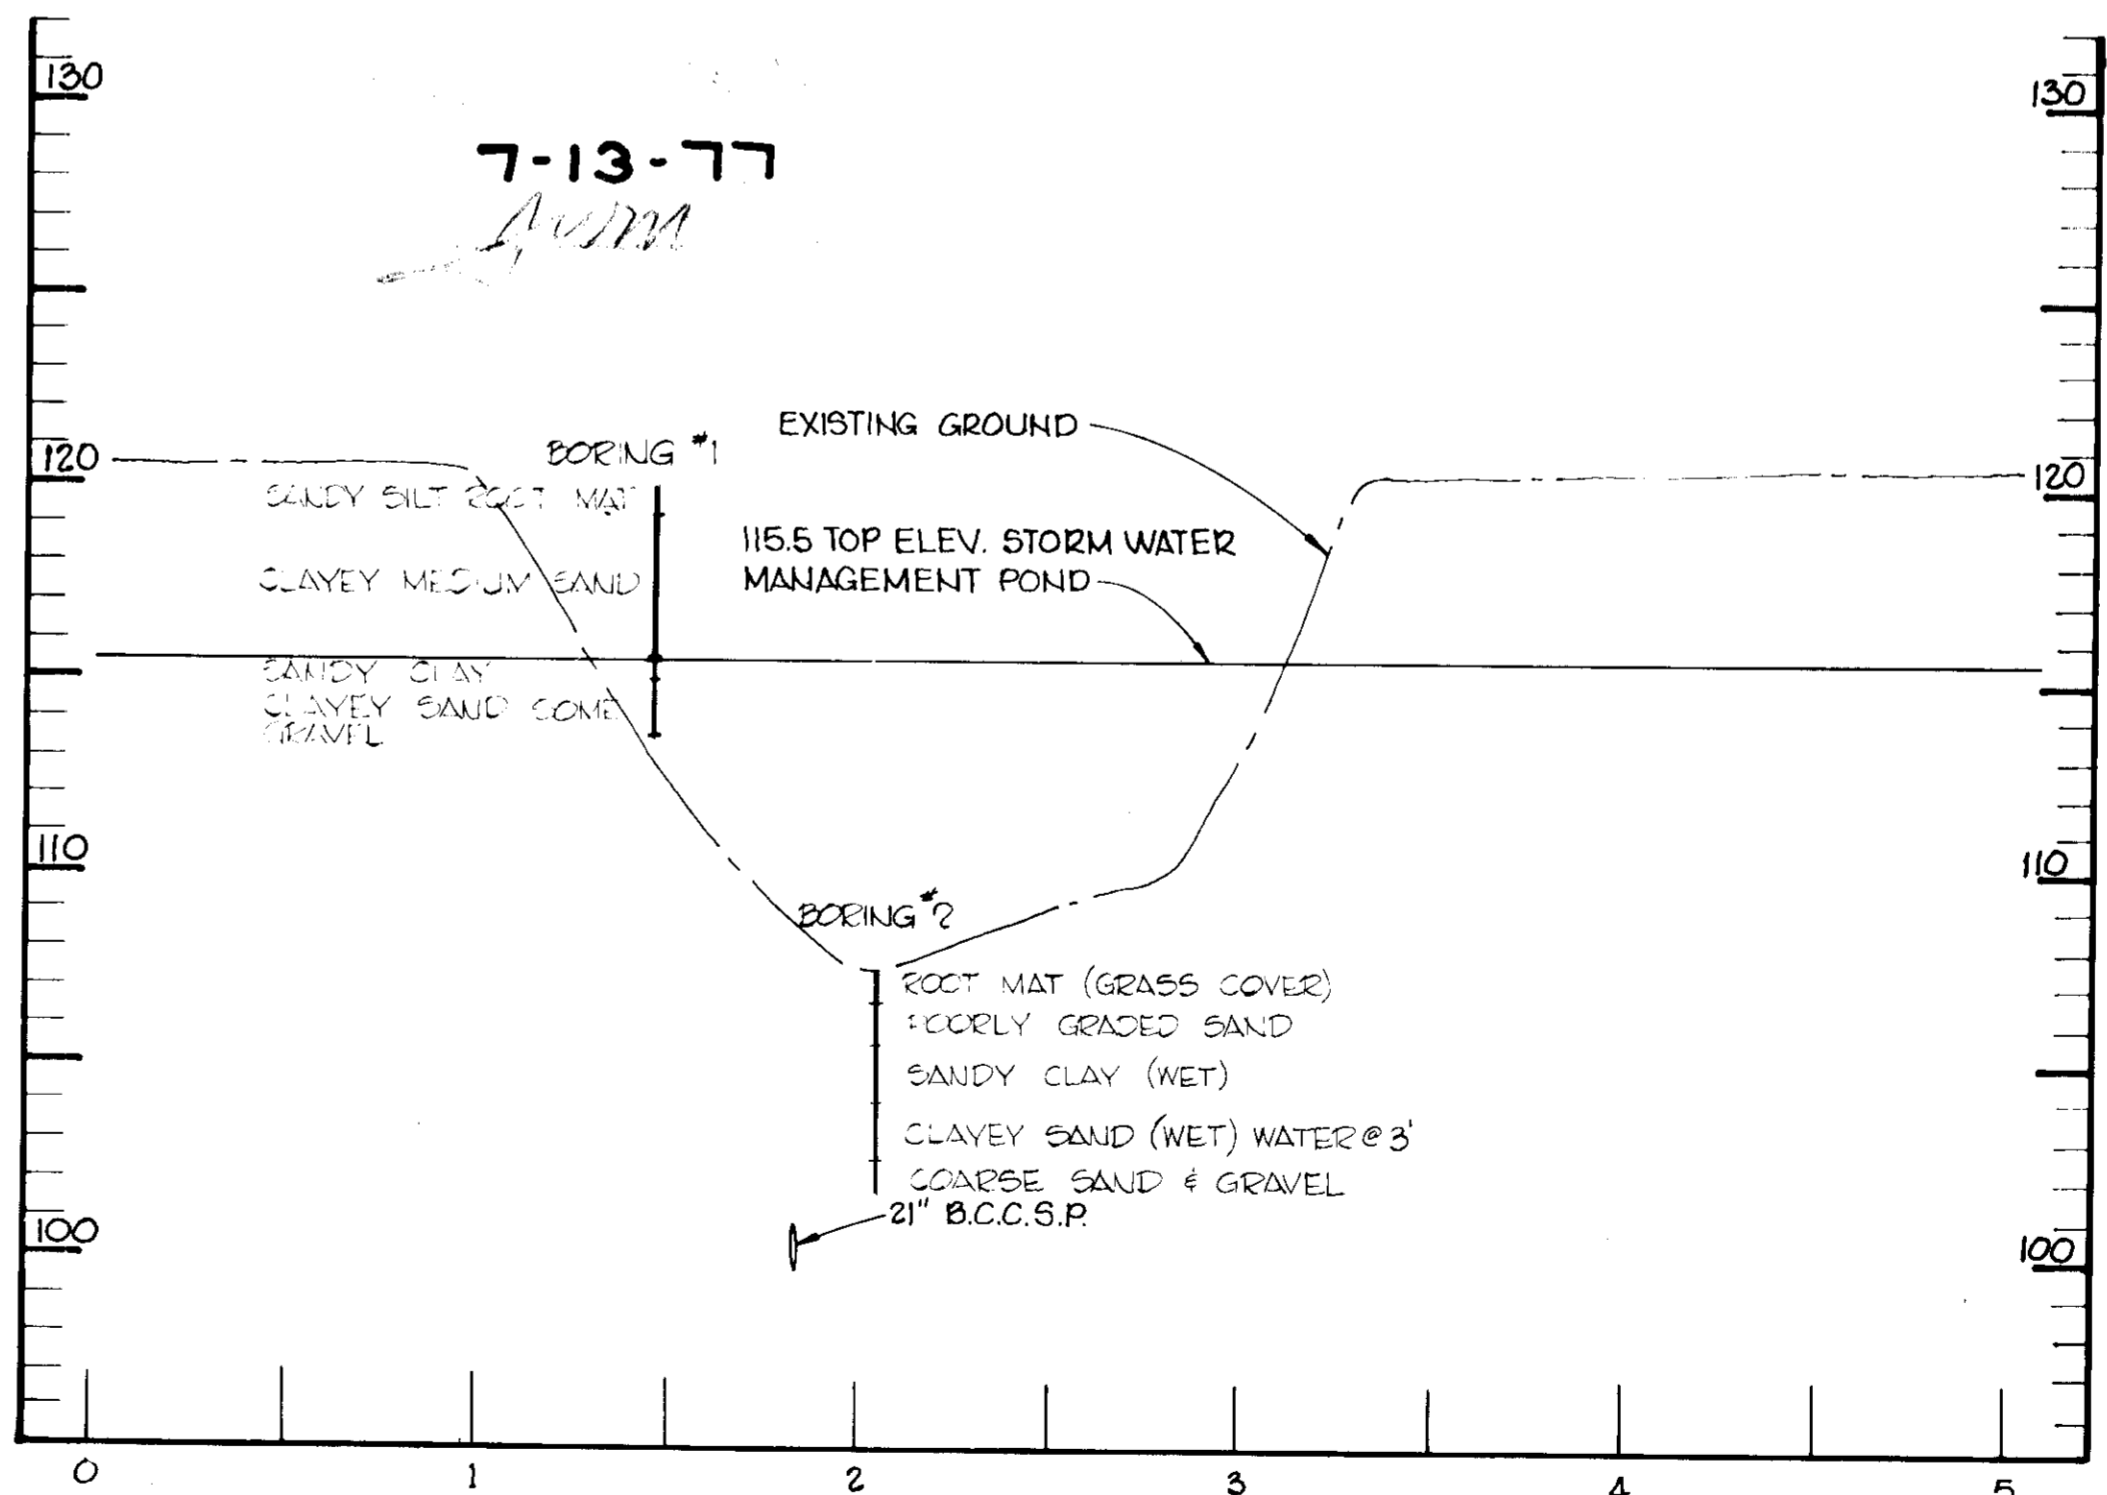 130
130
7-13-77
EXISTING GROUND
BORING #1
120
120
SANDY SILT ROOT MAT
115.5 TOP ELEV. STORM WATER
MANAGEMENT POND
CLAYEY MEDIUM SAND
SANDY CLAY
CLAYEY SAND SOME
GRAVEL
110
110
BORING #2
ROOT MAT (GRASS COVER)
POORLY GRADED SAND
SANDY CLAY (WET)
CLAYEY SAND (WET) WATER @ 3'
COARSE SAND & GRAVEL
21" B.C.C.S.P.
100
100
0 1 2 3 4 5